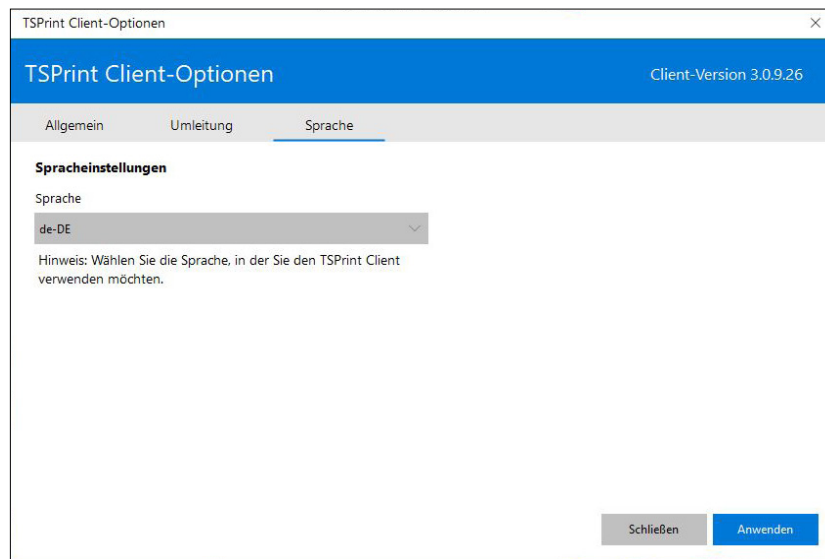 TSPrint Client-Optionen
TSPrint Client-Optionen
Client-Version 3.0.9.26
Allgemein Umleitung Sprache
Spracheinstellungen
Sprache
de-DE
Hinweis: Wählen Sie die Sprache, in der Sie den TSPrint Client
verwenden möchten.
Schließen Anwenden